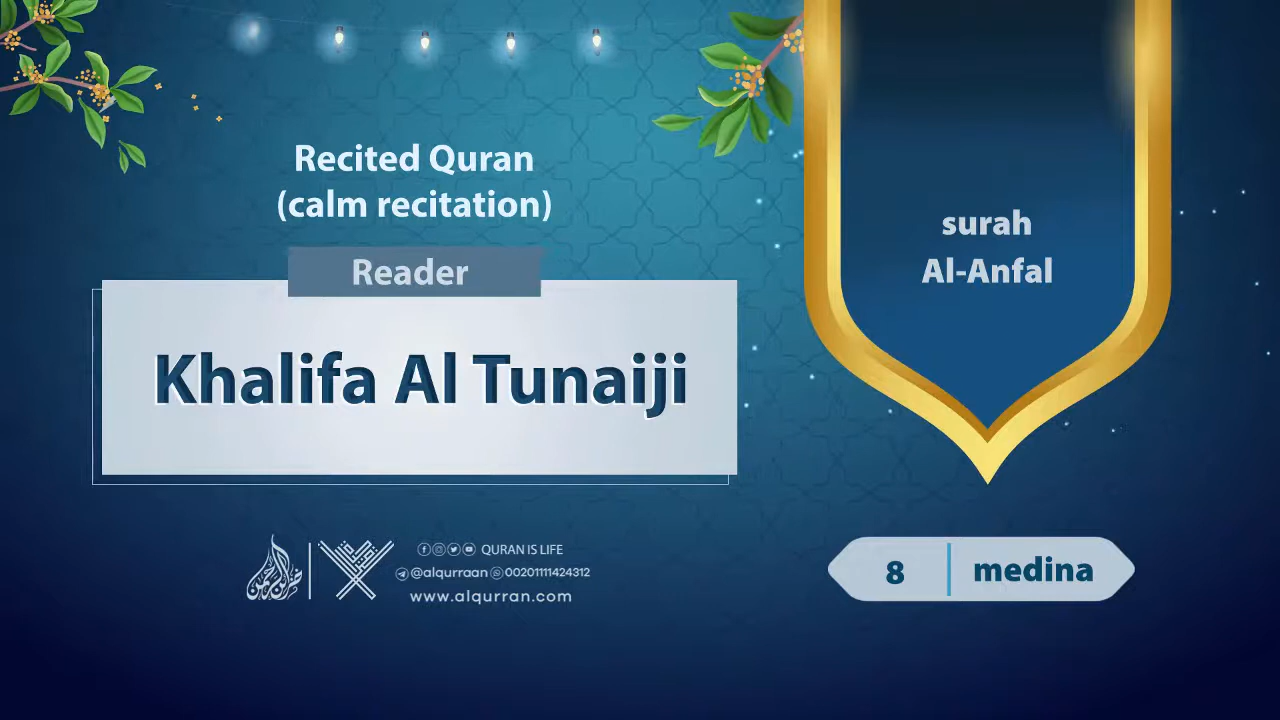 Recited Quran
(calm recitation)
Reader
Khalifa Al Tunaiji
surah
Al-Anfal
8 medina
QURAN IS LIFE
@alqurraan 00201111424312
www.alqurran.com